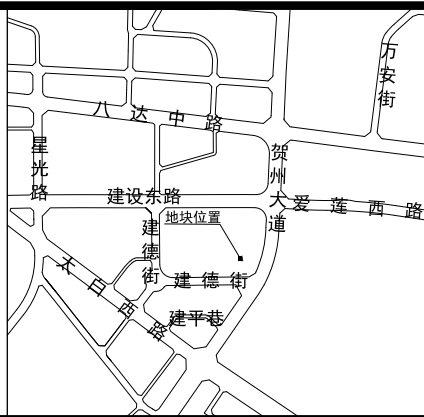 万安街
八达中路
星光路
贺州大道
建设东路
爱莲西路
地块位置
建德街
太白西路
建德街
建平巷